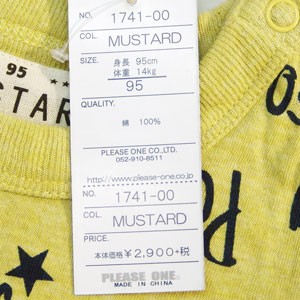 NO. 1741-00
COL. MUSTARD
SIZE. 身長 95cm
体重 14kg
95
QUALITY.
綿 100%
PLEASE ONE CO.,LTD.
052-910-8511
http://www.please-one.co.jp
NO. 1741-00
COL. MUSTARD
PRICE.
本体価格 ¥2,900+税
PLEASE ONE.
MADE IN CHINA
95